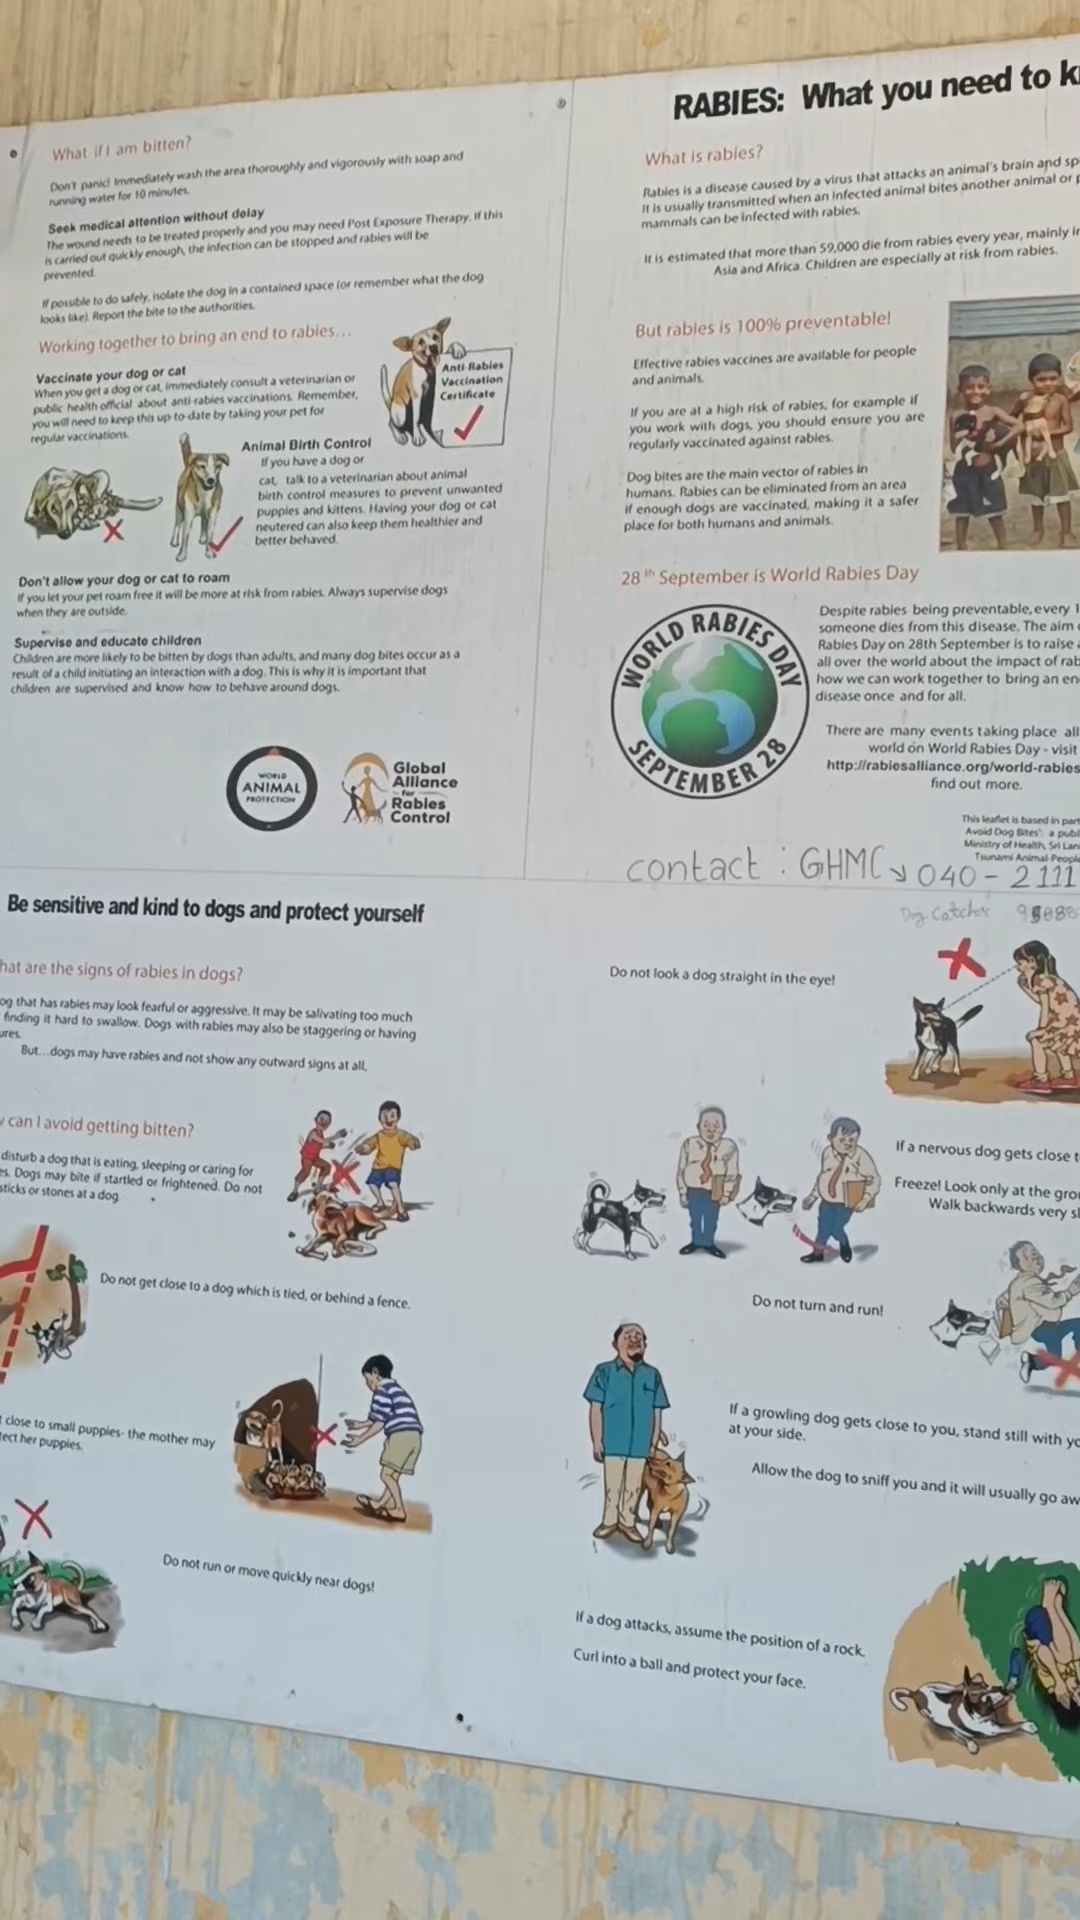 What if I am bitten?
Don't panic! Immediately wash the area thoroughly and vigorously with soap and
running water for 10 minutes.
Seek medical attention without delay
The wound needs to be treated properly and you may need Post Exposure Therapy. If this
is carried out quickly enough, the infection can be stopped and rabies will be
prevented.
If possible to do safely, isolate the dog in a contained space (or remember what the dog
looks like). Report the bite to the authorities.
Working together to bring an end to rabies...
Vaccinate your dog or cat
When you get a dog or cat, immediately consult a veterinarian or
public health official about anti-rabies vaccinations. Remember,
you will need to keep this up-to-date by taking your pet for
regular vaccinations.
Anti Rabies
Vaccination
Certificate
Animal Birth Control
If you have a dog or
cat, talk to a veterinarian about animal
birth control measures to prevent unwanted
puppies and kittens. Having your dog or cat
neutered can also keep them healthier and
better behaved.
Don't allow your dog or cat to roam
If you let your pet roam free it will be more at risk from rabies. Always supervise dogs
when they are outside.
Supervise and educate children
Children are more likely to be bitten by dogs than adults, and many dog bites occur as a
result of a child initiating an interaction with a dog. This is why it is important that
children are supervised and know how to behave around dogs.
WORLD
ANIMAL
PROTECTION
Global
Alliance
for
Rabies
Control
RABIES: What you need to k
What is rabies?
Rabies is a disease caused by a virus that attacks an animal's brain and sp
It is usually transmitted when an infected animal bites another animal or p
mammals can be infected with rabies.
It is estimated that more than 59,000 die from rabies every year, mainly in
Asia and Africa. Children are especially at risk from rabies.
But rabies is 100% preventable!
Effective rabies vaccines are available for people
and animals.
If you are at a high risk of rabies, for example if
you work with dogs, you should ensure you are
regularly vaccinated against rabies.
Dog bites are the main vector of rabies in
humans. Rabies can be eliminated from an area
if enough dogs are vaccinated, making it a safer
place for both humans and animals.
28 th September is World Rabies Day
WORLD RABIES DAY
SEPTEMBER 28
Despite rabies being preventable, every 1
someone dies from this disease. The aim
Rabies Day on 28th September is to raise
all over the world about the impact of rab
how we can work together to bring an en
disease once and for all.
There are many events taking place all
world on World Rabies Day - visit
http://rabiesalliance.org/world-rabies
find out more.
This leaflet is based in part
Avoid Dog Bites': a publ
Ministry of Health, Sri Lan
Tsunami Animal-People
contact : GHMC ↘ 040 - 2111
Dog Catcher
Be sensitive and kind to dogs and protect yourself
hat are the signs of rabies in dogs?
og that has rabies may look fearful or aggressive. It may be salivating too much
finding it hard to swallow. Dogs with rabies may also be staggering or having
ures.
But...dogs may have rabies and not show any outward signs at all.
can I avoid getting bitten?
disturb a dog that is eating, sleeping or caring for
es. Dogs may bite if startled or frightened. Do not
sticks or stones at a dog.
Do not get close to a dog which is tied, or behind a fence.
close to small puppies- the mother may
tect her puppies.
Do not run or move quickly near dogs!
Do not look a dog straight in the eye!
If a nervous dog gets close t
Freeze! Look only at the gro
Walk backwards very sl
Do not turn and run!
If a growling dog gets close to you, stand still with yo
at your side.
Allow the dog to sniff you and it will usually go aw
If a dog attacks, assume the position of a rock.
Curl into a ball and protect your face.